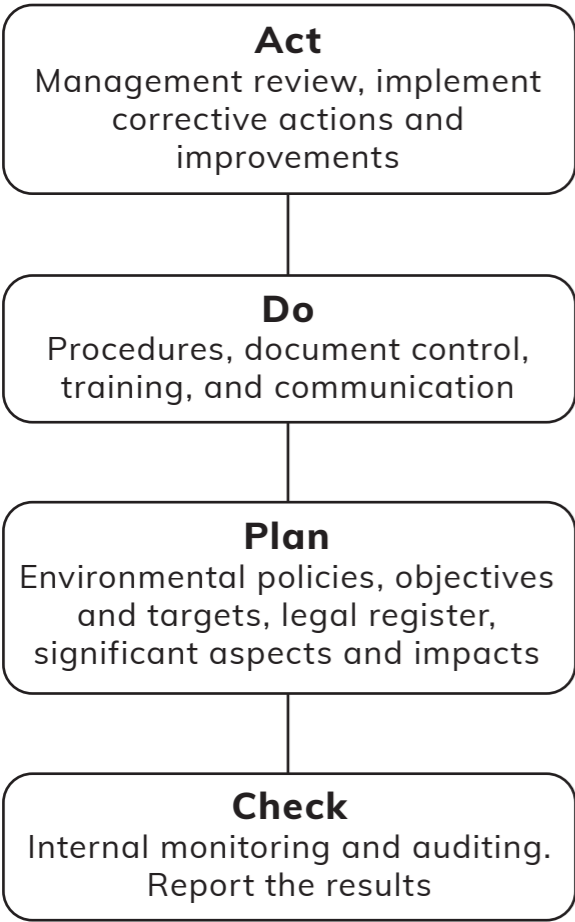 Act
Management review, implement
corrective actions and
improvements
Do
Procedures, document control,
training, and communication
Plan
Environmental policies, objectives
and targets, legal register,
significant aspects and impacts
Check
Internal monitoring and auditing.
Report the results